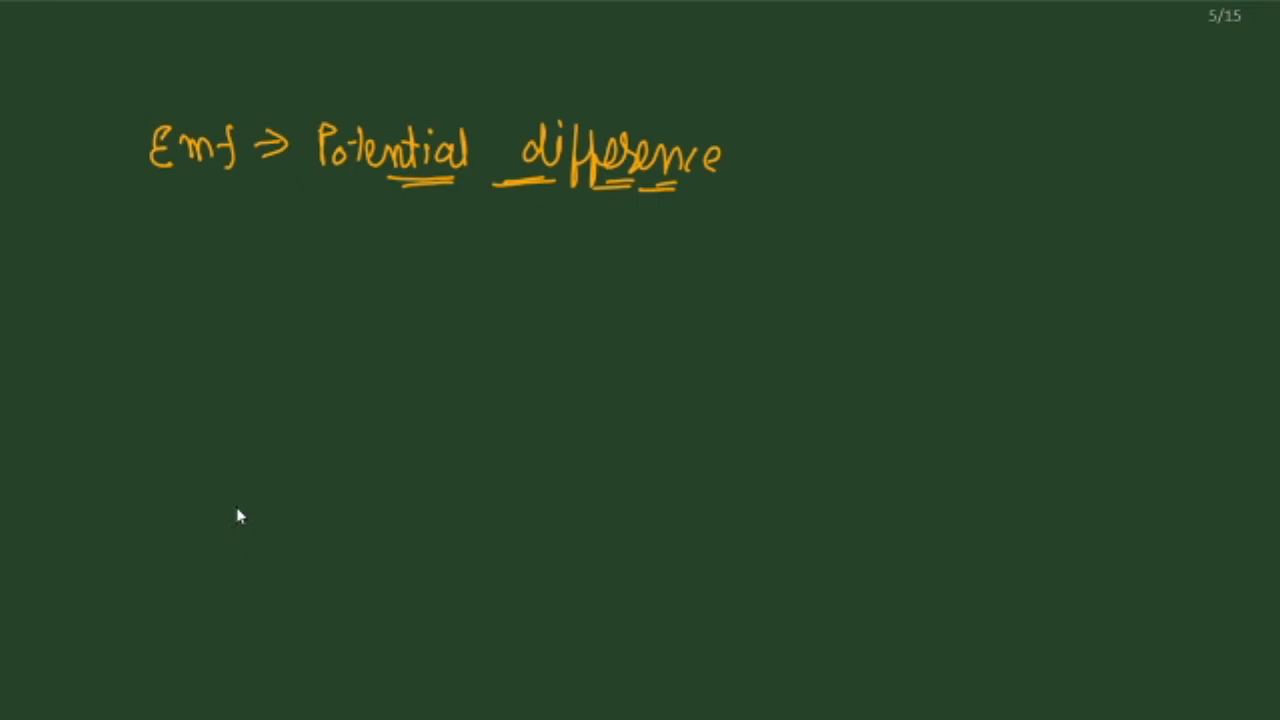 5/15
Emf ⇒ Potential difference